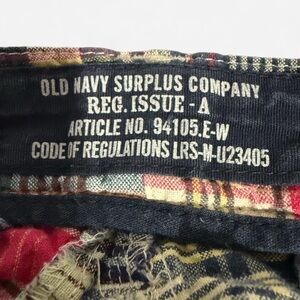 OLD NAVY SURPLUS COMPANY
REG. ISSUE - A
ARTICLE NO. 94105.E-W
CODE OF REGULATIONS LRS-M-U23405